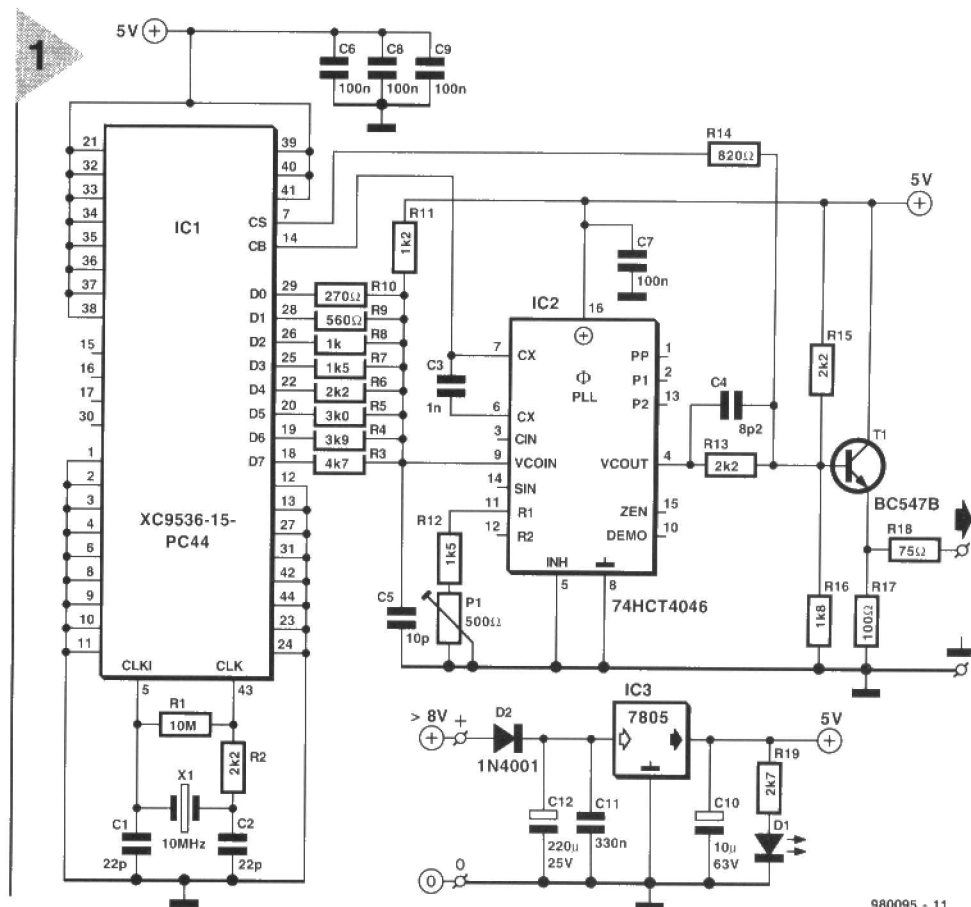 1
5V
C6
100n
C8
100n
C9
100n
21
32
33
34
35
36
37
38
15
16
17
30
1
2
3
4
6
8
9
10
11
IC1
XC9536-15-
PC44
39
40
41
CS 7
CB 14
D0 29 270Ω R10
D1 28 560Ω R9
D2 26 1k R8
D3 25 1k5 R7
D4 22 2k2 R6
D5 20 3k0 R5
D6 19 3k9 R4
D7 18 4k7 R3
12
13
27
31
42
44
23
24
CLKI
5
CLK
43
R1
10M
R2
2k2
X1
10MHz
C1
22p
C2
22p
R11
1k2
R14
820Ω
5V
C7
100n
C3
1n
IC2
16
7 CX
6 CX
3 CIN
9 VCOIN
14 SIN
11 R1
12 R2
Φ
PLL
PP 1
P1 2
P2 13
VCOUT 4
ZEN 15
DEMO 10
INH
5
8
74HCT4046
R12
1k5
P1
500Ω
C5
10p
C4
8p2
R13
2k2
R15
2k2
T1
BC547B
R18
75Ω
R16
1k8
R17
100Ω
> 8V
+
D2
1N4001
IC3
7805
5V
C12
220µ
25V
C11
330n
C10
10µ
63V
R19
2k7
D1
0
0
980095 - 11